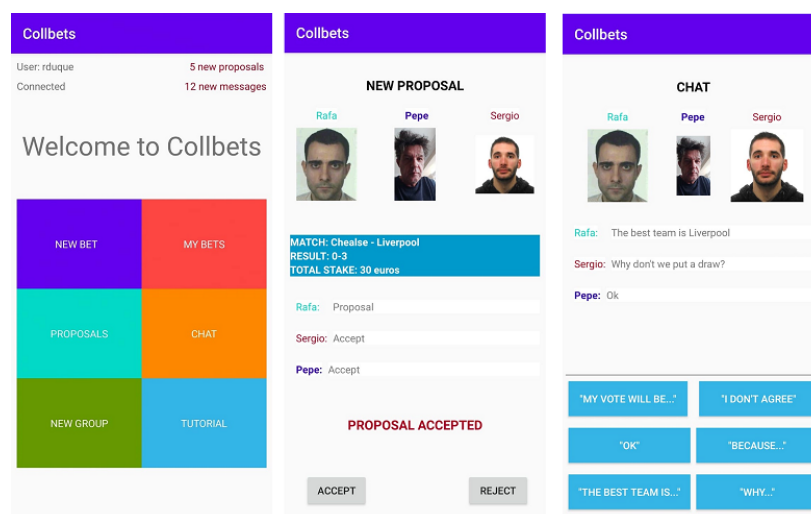 Collbets
User: rduque 5 new proposals
Connected 12 new messages
Welcome to Collbets
NEW BET MY BETS
PROPOSALS CHAT
NEW GROUP TUTORIAL
Collbets
NEW PROPOSAL
Rafa Pepe Sergio
MATCH: Chealse - Liverpool
RESULT: 0-3
TOTAL STAKE: 30 euros
Rafa: Proposal
Sergio: Accept
Pepe: Accept
PROPOSAL ACCEPTED
ACCEPT REJECT
Collbets
CHAT
Rafa Pepe Sergio
Rafa: The best team is Liverpool
Sergio: Why don't we put a draw?
Pepe: Ok
"MY VOTE WILL BE..." "I DON'T AGREE"
"OK" "BECAUSE..."
"THE BEST TEAM IS..." "WHY..."